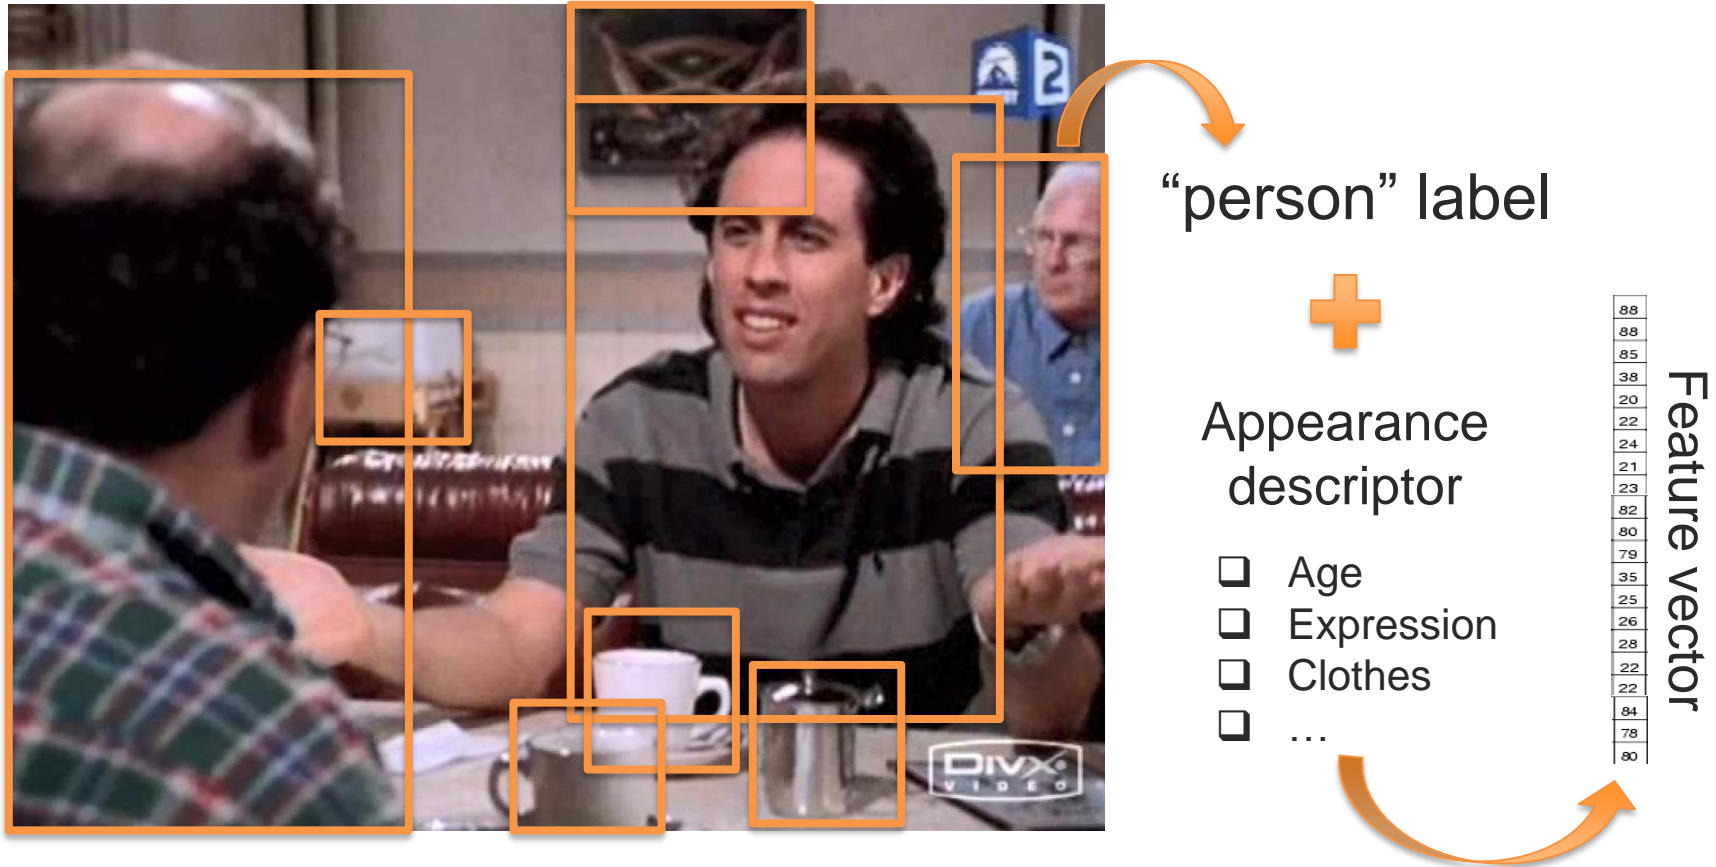 2
“person” label
Appearance
descriptor
❑ Age
❑ Expression
❑ Clothes
❑ …
DIVX
VIDEO
88
88
85
38
20
22
24
21
23
82
80
79
35
25
26
28
22
22
84
78
80
Feature vector